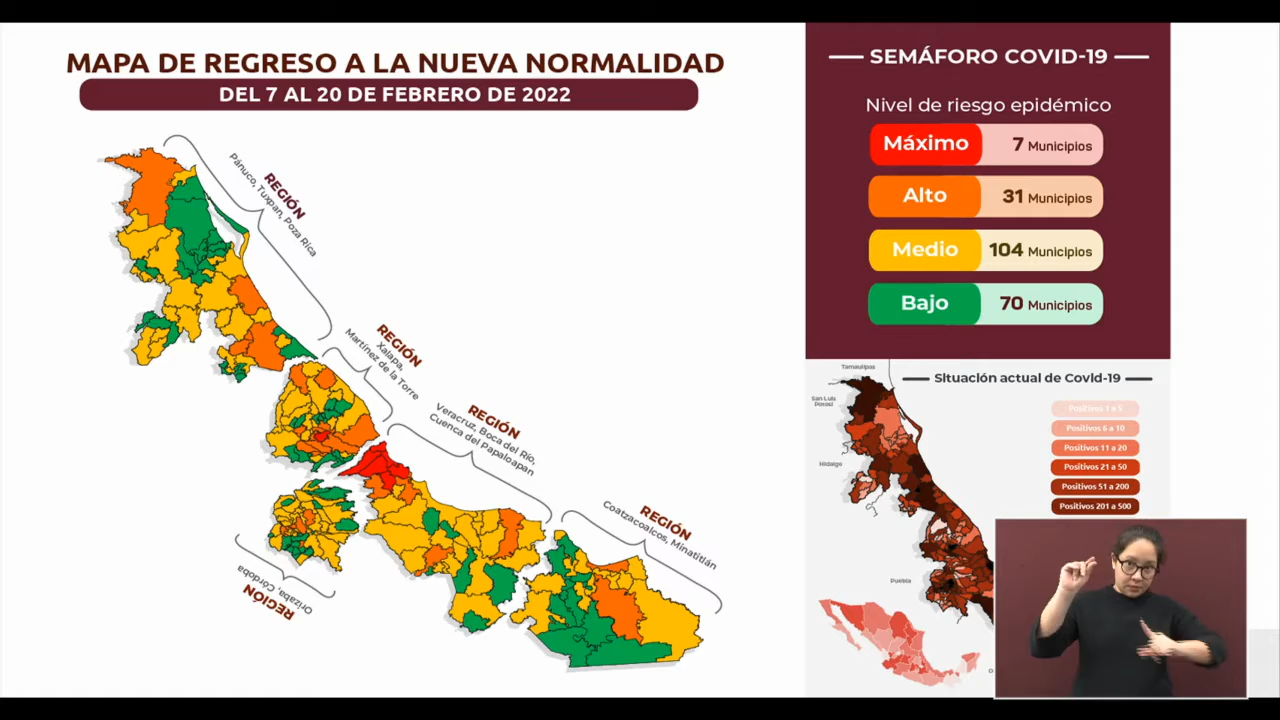 MAPA DE REGRESO A LA NUEVA NORMALIDAD
DEL 7 AL 20 DE FEBRERO DE 2022
REGIÓN
Pánuco, Tuxpan, Poza Rica
REGIÓN
Xalapa,
Martínez de la Torre
REGIÓN
Veracruz, Boca del Río,
Cuenca del Papaloapan
REGIÓN
Coatzacoalcos, Minatitlán
REGIÓN
Orizaba, Córdoba
SEMÁFORO COVID-19
Nivel de riesgo epidémico
Máximo 7 Municipios
Alto 31 Municipios
Medio 104 Municipios
Bajo 70 Municipios
Situación actual de Covid-19
Tamaulipas
San Luis
Potosí
Hidalgo
Puebla
Positivos 1 a 5
Positivos 6 a 10
Positivos 11 a 20
Positivos 21 a 50
Positivos 51 a 200
Positivos 201 a 500